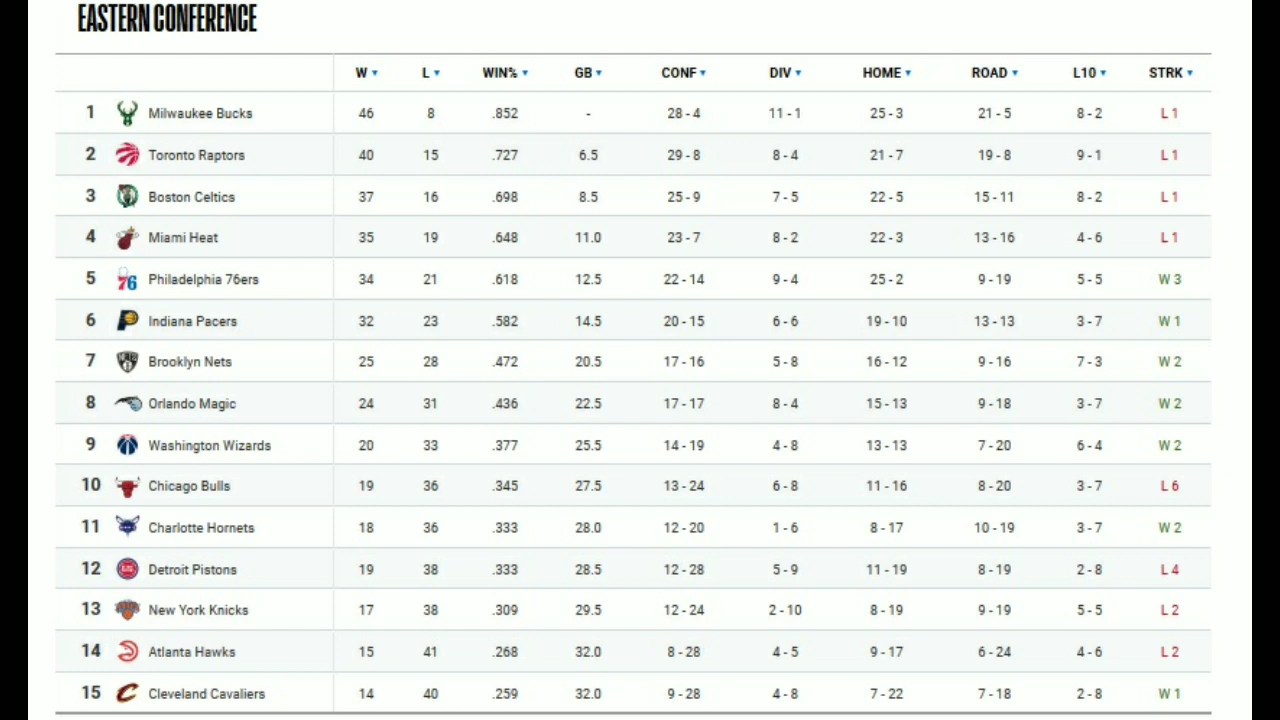 EASTERN CONFERENCE
W L WIN% GB CONF DIV HOME ROAD L10 STRK
1 Milwaukee Bucks 46 8 .852 - 28 - 4 11 - 1 25 - 3 21 - 5 8 - 2 L 1
2 Toronto Raptors 40 15 .727 6.5 29 - 8 8 - 4 21 - 7 19 - 8 9 - 1 L 1
3 Boston Celtics 37 16 .698 8.5 25 - 9 7 - 5 22 - 5 15 - 11 8 - 2 L 1
4 Miami Heat 35 19 .648 11.0 23 - 7 8 - 2 22 - 3 13 - 16 4 - 6 L 1
5 76 Philadelphia 76ers 34 21 .618 12.5 22 - 14 9 - 4 25 - 2 9 - 19 5 - 5 W 3
6 Indiana Pacers 32 23 .582 14.5 20 - 15 6 - 6 19 - 10 13 - 13 3 - 7 W 1
7 Brooklyn Nets 25 28 .472 20.5 17 - 16 5 - 8 16 - 12 9 - 16 7 - 3 W 2
8 Orlando Magic 24 31 .436 22.5 17 - 17 8 - 4 15 - 13 9 - 18 3 - 7 W 2
9 Washington Wizards 20 33 .377 25.5 14 - 19 4 - 8 13 - 13 7 - 20 6 - 4 W 2
10 Chicago Bulls 19 36 .345 27.5 13 - 24 6 - 8 11 - 16 8 - 20 3 - 7 L 6
11 Charlotte Hornets 18 36 .333 28.0 12 - 20 1 - 6 8 - 17 10 - 19 3 - 7 W 2
12 Detroit Pistons 19 38 .333 28.5 12 - 28 5 - 9 11 - 19 8 - 19 2 - 8 L 4
13 New York Knicks 17 38 .309 29.5 12 - 24 2 - 10 8 - 19 9 - 19 5 - 5 L 2
14 Atlanta Hawks 15 41 .268 32.0 8 - 28 4 - 5 9 - 17 6 - 24 4 - 6 L 2
15 Cleveland Cavaliers 14 40 .259 32.0 9 - 28 4 - 8 7 - 22 7 - 18 2 - 8 W 1